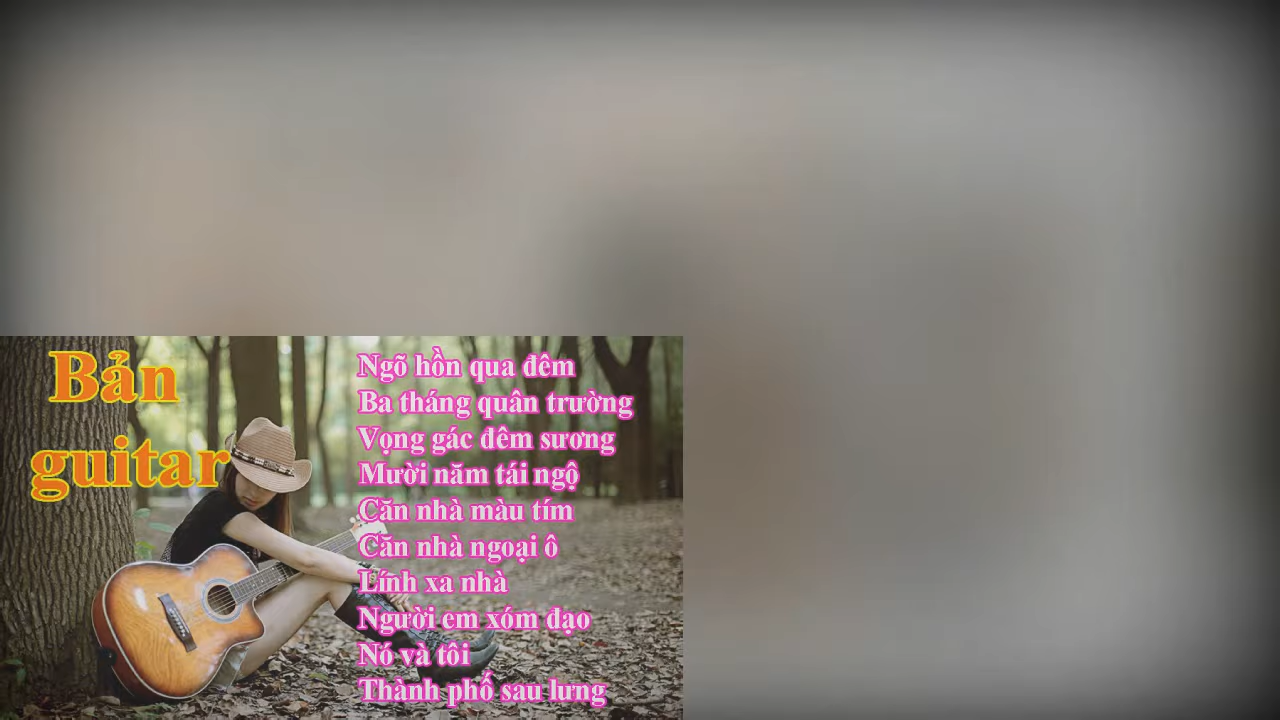 Bản
guitar
Ngõ hồn qua đêm
Ba tháng quân trường
Vọng gác đêm sương
Mười năm tái ngộ
Căn nhà màu tím
Căn nhà ngoại ô
Lính xa nhà
Người em xóm đạo
Nó và tôi
Thành phố sau lưng